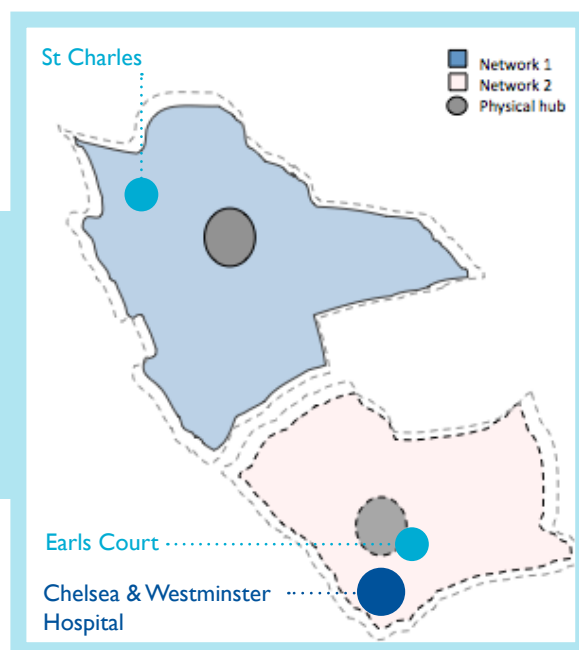 St Charles
Network 1
Network 2
Physical hub
Earls Court
Chelsea & Westminster
Hospital